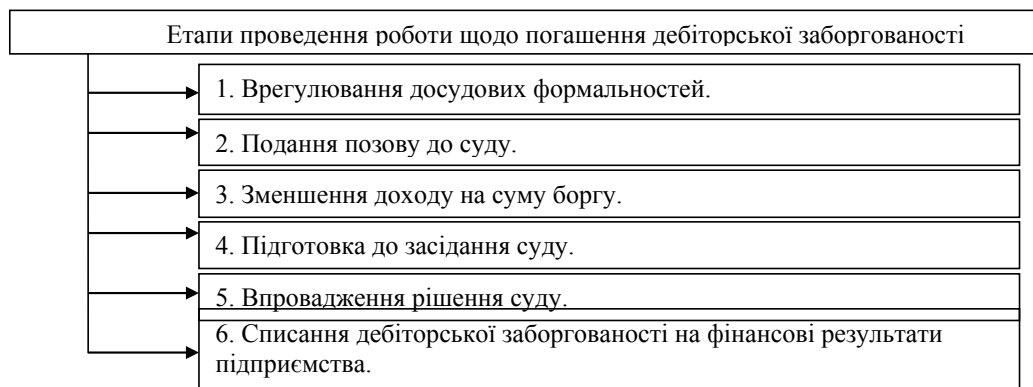 Етапи проведення роботи щодо погашення дебіторської заборгованості
1. Врегулювання досудових формальностей.
2. Подання позову до суду.
3. Зменшення доходу на суму боргу.
4. Підготовка до засідання суду.
5. Впровадження рішення суду.
6. Списання дебіторської заборгованості на фінансові результати
підприємства.